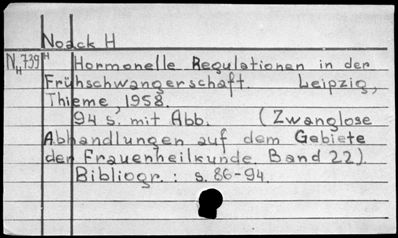 Noack H
N H 739 H Hormonelle Regulationen in der
Frühschwangerschaft. Leipzig,
Thieme, 1958.
94 s. mit Abb. (Zwanglose
Abhandlungen auf dem Gebiete
der Frauenheilkunde. Band 22).
Bibliogr.: s. 86-94.